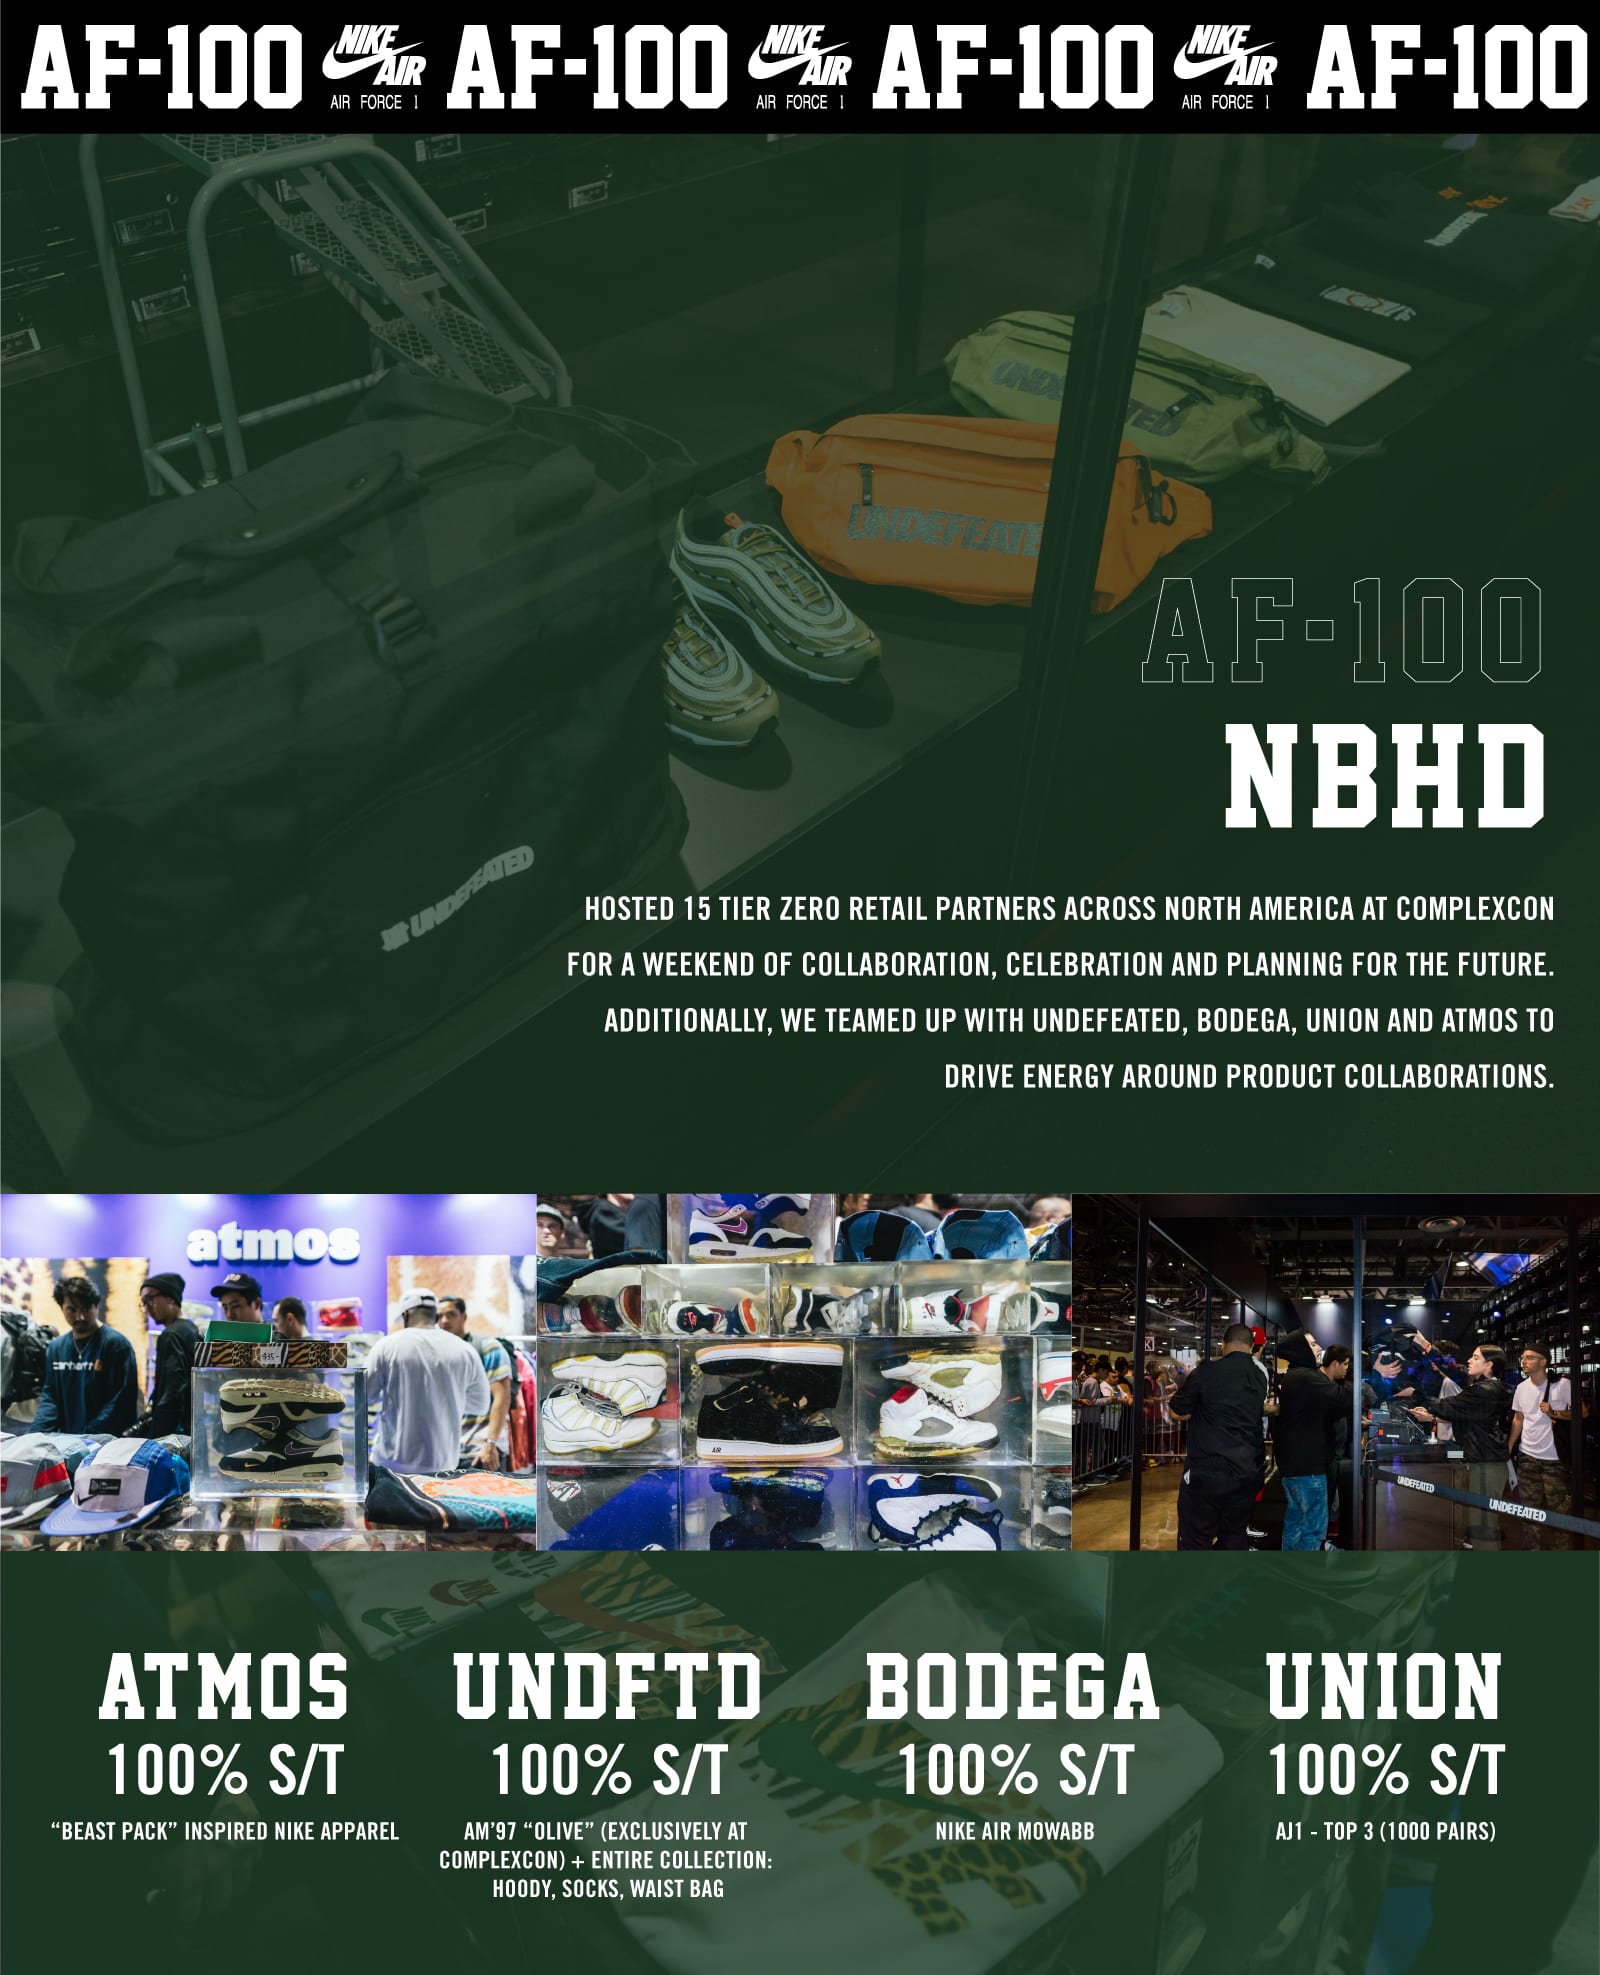 AF-100 NIKE AIR AIR FORCE 1 AF-100 NIKE AIR AIR FORCE 1 AF-100 NIKE AIR AIR FORCE 1 AF-100
UNDEFEATED
UNDEFEATE
AF-100
NBHD
UNDEFEATED
HOSTED 15 TIER ZERO RETAIL PARTNERS ACROSS NORTH AMERICA AT COMPLEXCON
FOR A WEEKEND OF COLLABORATION, CELEBRATION AND PLANNING FOR THE FUTURE.
ADDITIONALLY, WE TEAMED UP WITH UNDEFEATED, BODEGA, UNION AND ATMOS TO
DRIVE ENERGY AROUND PRODUCT COLLABORATIONS.
atmos
carhartt
AIR
UNDEFEATED
UNDEFEATED
ATMOS
100% S/T
“BEAST PACK” INSPIRED NIKE APPAREL
UNDFTD
100% S/T
AM’97 “OLIVE” (EXCLUSIVELY AT
COMPLEXCON) + ENTIRE COLLECTION:
HOODY, SOCKS, WAIST BAG
BODEGA
100% S/T
NIKE AIR MOWABB
UNION
100% S/T
AJ1 - TOP 3 (1000 PAIRS)